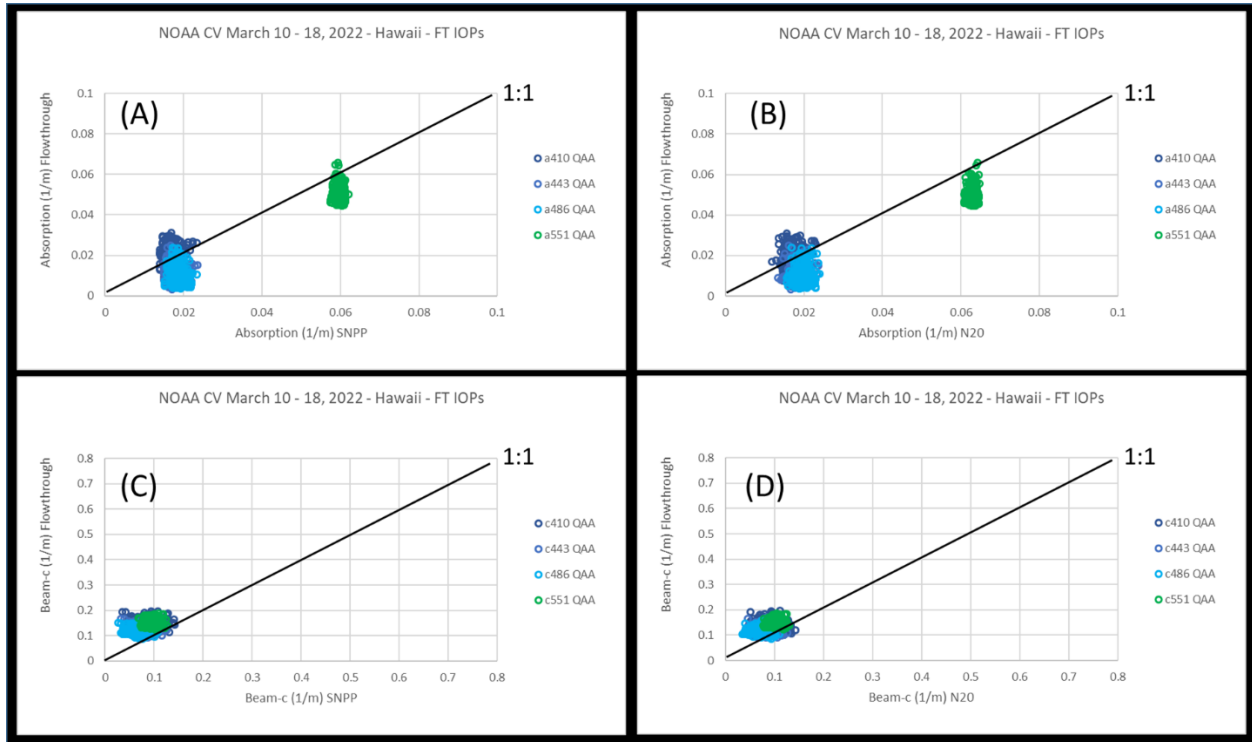 NOAA CV March 10 - 18, 2022 - Hawaii - FT IOPs
(A)
1:1
Absorption (1/m) Flowthrough
0.1
0.08
0.06
0.04
0.02
0
0
0.02
0.04
0.06
0.08
0.1
Absorption (1/m) SNPP
a410 QAA
a443 QAA
a486 QAA
a551 QAA
NOAA CV March 10 - 18, 2022 - Hawaii - FT IOPs
(B)
1:1
Absorption (1/m) Flowthrough
0.1
0.08
0.06
0.04
0.02
0
0
0.02
0.04
0.06
0.08
0.1
Absorption (1/m) N20
a410 QAA
a443 QAA
a486 QAA
a551 QAA
NOAA CV March 10 - 18, 2022 - Hawaii - FT IOPs
(C)
1:1
Beam-c (1/m) Flowthrough
0.8
0.7
0.6
0.5
0.4
0.3
0.2
0.1
0
0
0.1
0.2
0.3
0.4
0.5
0.6
0.7
0.8
Beam-c (1/m) SNPP
c410 QAA
c443 QAA
c486 QAA
c551 QAA
NOAA CV March 10 - 18, 2022 - Hawaii - FT IOPs
(D)
1:1
Beam-c (1/m) Flowthrough
0.8
0.7
0.6
0.5
0.4
0.3
0.2
0.1
0
0
0.1
0.2
0.3
0.4
0.5
0.6
0.7
0.8
Beam-c (1/m) N20
c410 QAA
c443 QAA
c486 QAA
c551 QAA